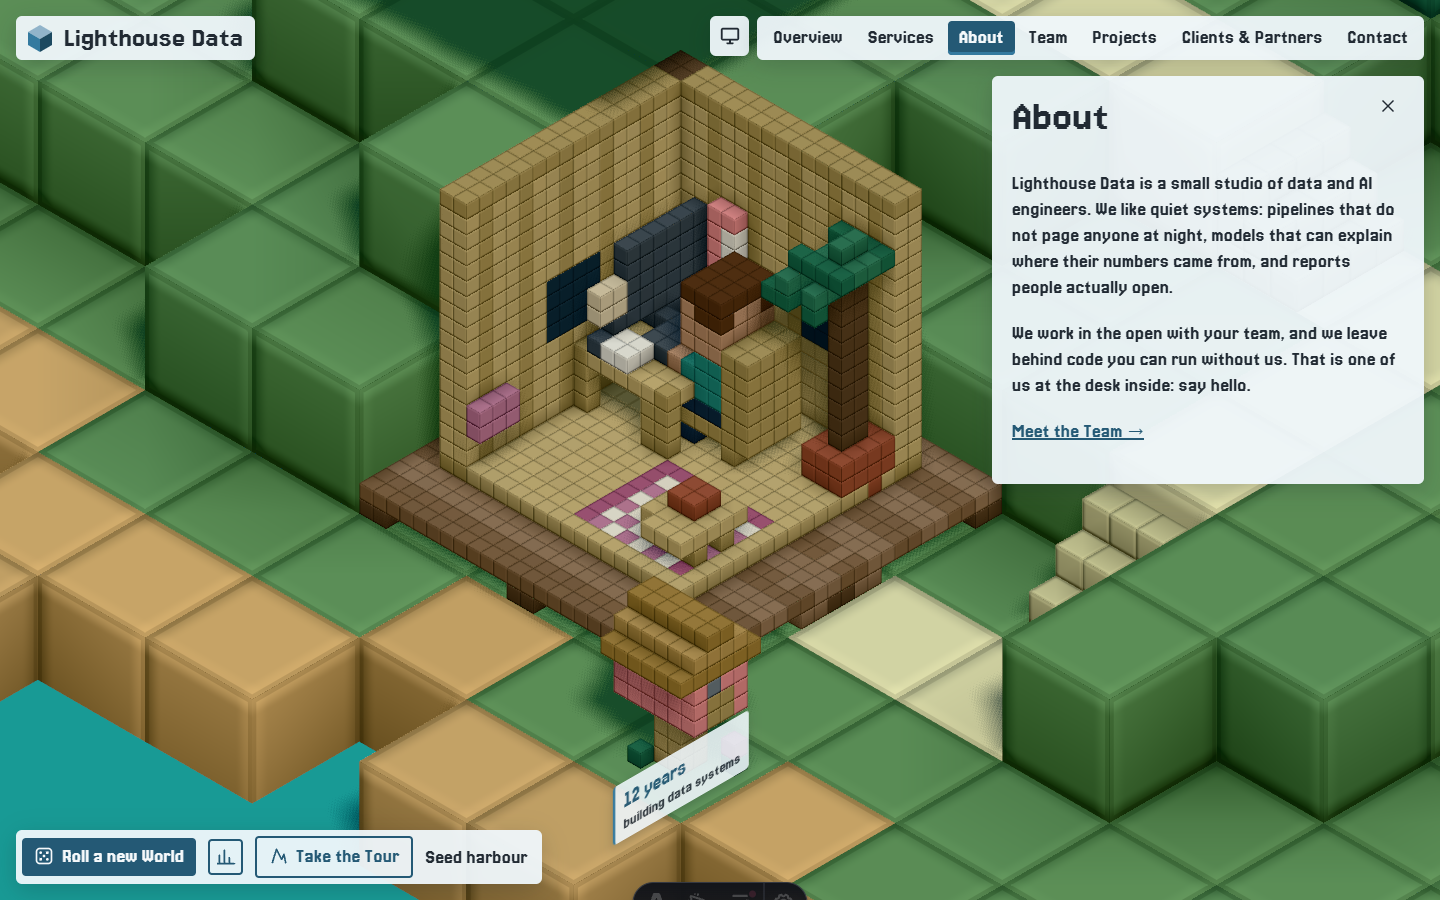 Lighthouse Data
Overview
Services
About
Team
Projects
Clients & Partners
Contact
About
Lighthouse Data is a small studio of data and AI
engineers. We like quiet systems: pipelines that do
not page anyone at night, models that can explain
where their numbers came from, and reports
people actually open.
We work in the open with your team, and we leave
behind code you can run without us. That is one of
us at the desk inside: say hello.
Meet the Team →
12 years
building data systems
Roll a new World
Take the Tour
Seed harbour